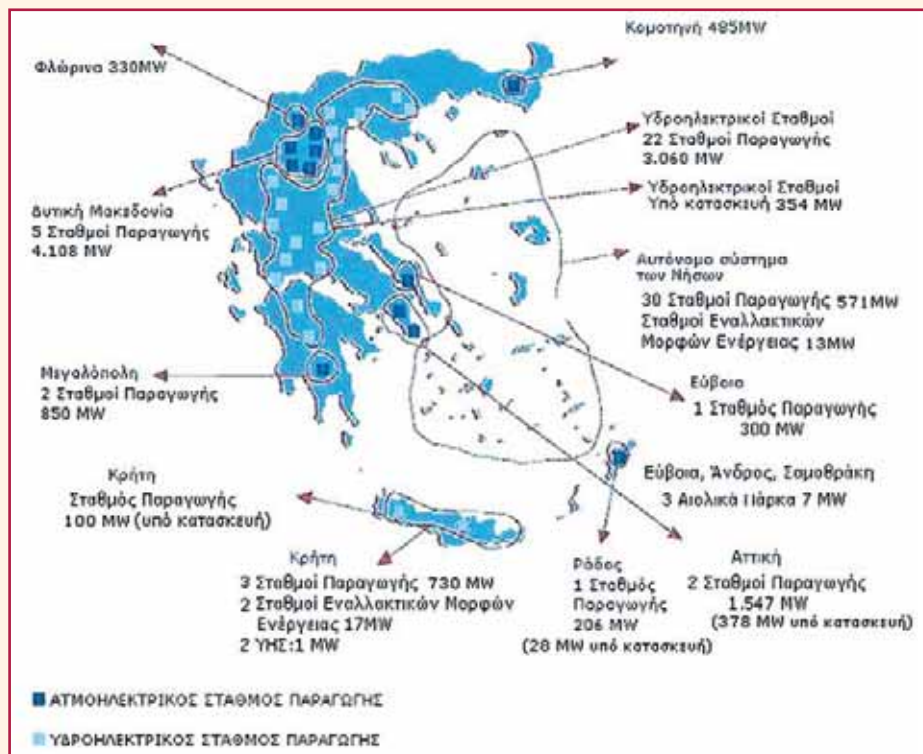 Κομοτηνή 485MW
Φλώρινα 330MW
Υδροηλεκτρικοί Σταθμοί
22 Σταθμοί Παραγωγής
3.060 MW
Υδροηλεκτρικοί Σταθμοί
Υπό κατασκευή 354 MW
Δυτική Μακεδονία
5 Σταθμοί Παραγωγής
4.108 MW
Αυτόνομο σύστημα
των Νήσων
30 Σταθμοί Παραγωγής 571MW
Σταθμοί Εναλλακτικών
Μορφών Ενέργειας 13MW
Μεγαλόπολη
2 Σταθμοί Παραγωγής
850 MW
Εύβοια
1 Σταθμός Παραγωγής
300 MW
Εύβοια, Άνδρος, Σαμοθράκη
3 Αιολικά Πάρκα 7 MW
Κρήτη
Σταθμός Παραγωγής
100 MW (υπό κατασκευή)
Κρήτη
3 Σταθμοί Παραγωγής 730 MW
2 Σταθμοί Εναλλακτικών Μορφών
Ενέργειας 17MW
2 ΥΗΣ:1 MW
Ρόδος
1 Σταθμός
Παραγωγής
206 MW
(28 MW υπό κατασκευή)
Αττική
2 Σταθμοί Παραγωγής
1.547 MW
(378 MW υπό κατασκευή)
ΑΤΜΟΗΛΕΚΤΡΙΚΟΣ ΣΤΑΘΜΟΣ ΠΑΡΑΓΩΓΗΣ
ΥΔΡΟΗΛΕΚΤΡΙΚΟΣ ΣΤΑΘΜΟΣ ΠΑΡΑΓΩΓΗΣ